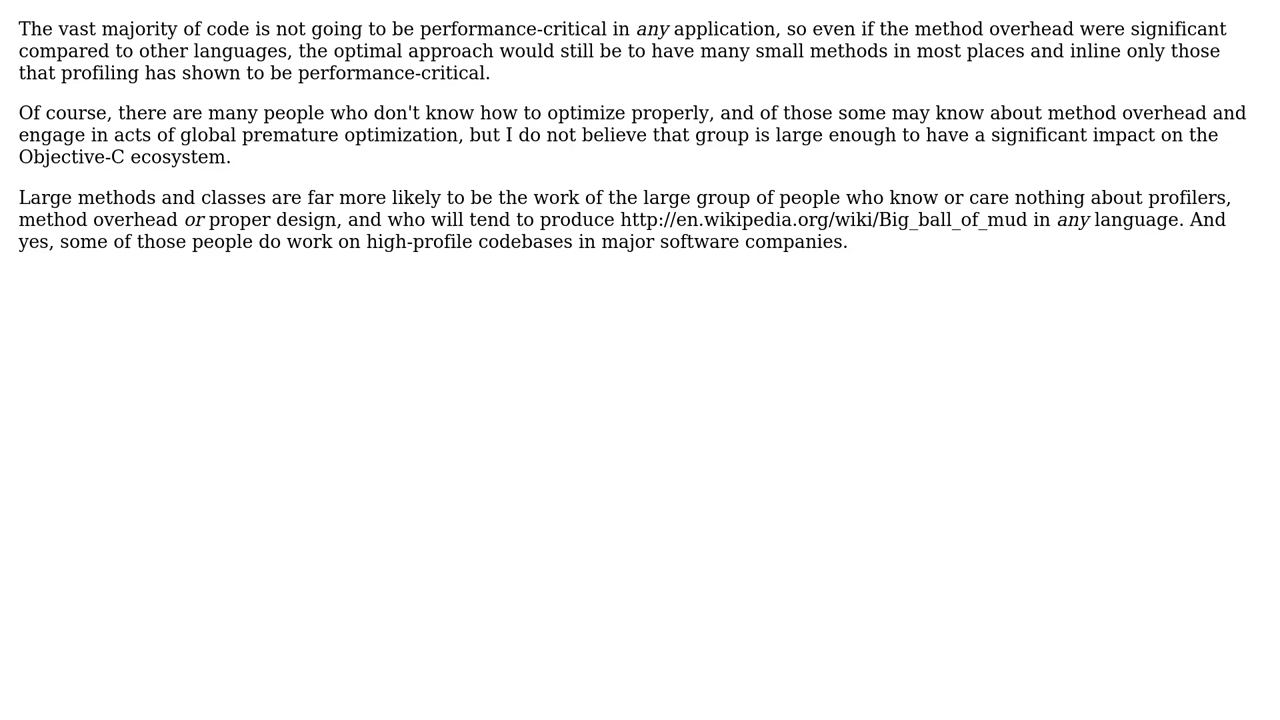 The vast majority of code is not going to be performance-critical in any application, so even if the method overhead were significant
compared to other languages, the optimal approach would still be to have many small methods in most places and inline only those
that profiling has shown to be performance-critical.
Of course, there are many people who don't know how to optimize properly, and of those some may know about method overhead and
engage in acts of global premature optimization, but I do not believe that group is large enough to have a significant impact on the
Objective-C ecosystem.
Large methods and classes are far more likely to be the work of the large group of people who know or care nothing about profilers,
method overhead or proper design, and who will tend to produce http://en.wikipedia.org/wiki/Big_ball_of_mud in any language. And
yes, some of those people do work on high-profile codebases in major software companies.